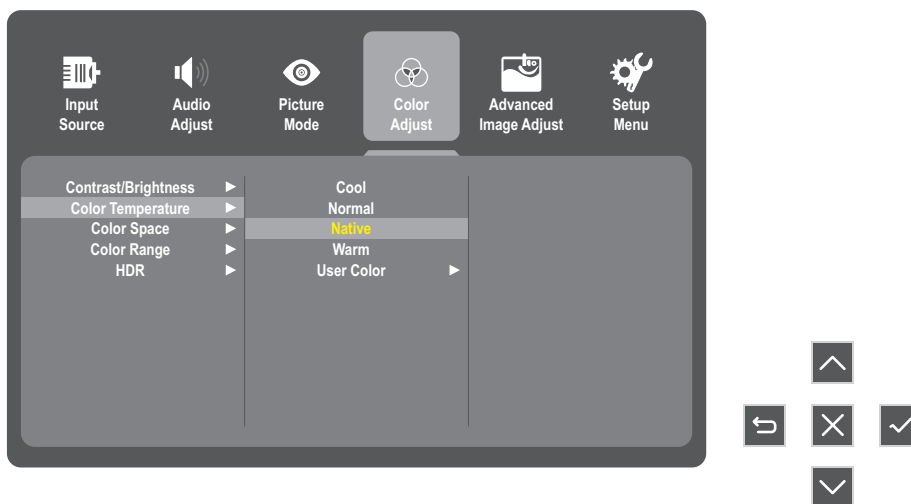 Input Source
Audio Adjust
Picture Mode
Color Adjust
Advanced Image Adjust
Setup Menu
Contrast/Brightness
Color Temperature
Color Space
Color Range
HDR
Cool
Normal
Native
Warm
User Color